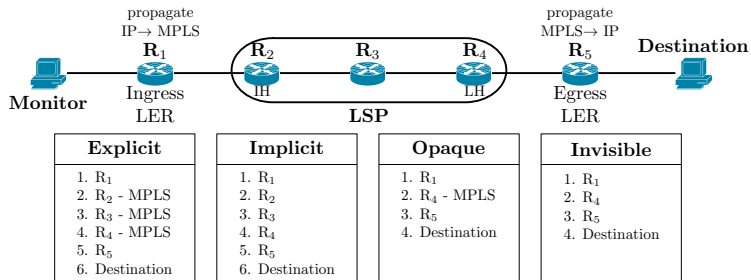 propagate
IP→ MPLS
propagate
MPLS→ IP
R1
R2
R3
R4
R5
Destination
Monitor
Ingress
LER
IH
LSP
LH
Egress
LER
Explicit
1. R1
2. R2 - MPLS
3. R3 - MPLS
4. R4 - MPLS
5. R5
6. Destination
Implicit
1. R1
2. R2
3. R3
4. R4
5. R5
6. Destination
Opaque
1. R1
2. R4 - MPLS
3. R5
4. Destination
Invisible
1. R1
2. R4
3. R5
4. Destination